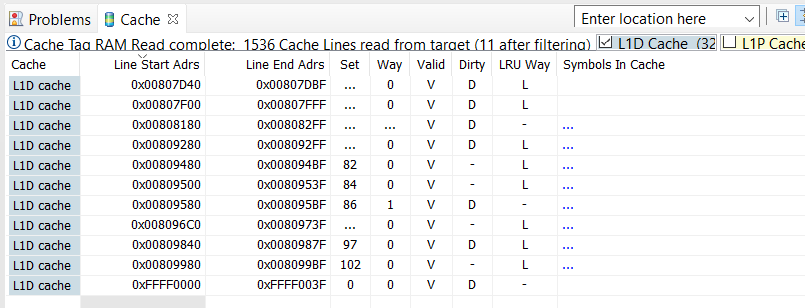 Problems Cache Enter location here
Cache Tag RAM Read complete: 1536 Cache Lines read from target (11 after filtering) L1D Cache (32 L1P Cache
Cache Line Start Adrs Line End Adrs Set Way Valid Dirty LRU Way Symbols In Cache
L1D cache 0x00807D40 0x00807DBF ... 0 V D L
L1D cache 0x00807F00 0x00807FFF ... 0 V D L
L1D cache 0x00808180 0x008082FF ... ... V D - ...
L1D cache 0x00809280 0x008092FF ... 0 V D L ...
L1D cache 0x00809480 0x008094BF 82 0 V - L ...
L1D cache 0x00809500 0x0080953F 84 0 V - L ...
L1D cache 0x00809580 0x008095BF 86 1 V D - ...
L1D cache 0x008096C0 0x0080973F ... 0 V - L
L1D cache 0x00809840 0x0080987F 97 0 V D L ...
L1D cache 0x00809980 0x008099BF 102 0 V - L ...
L1D cache 0xFFFF0000 0xFFFF003F 0 0 V D -